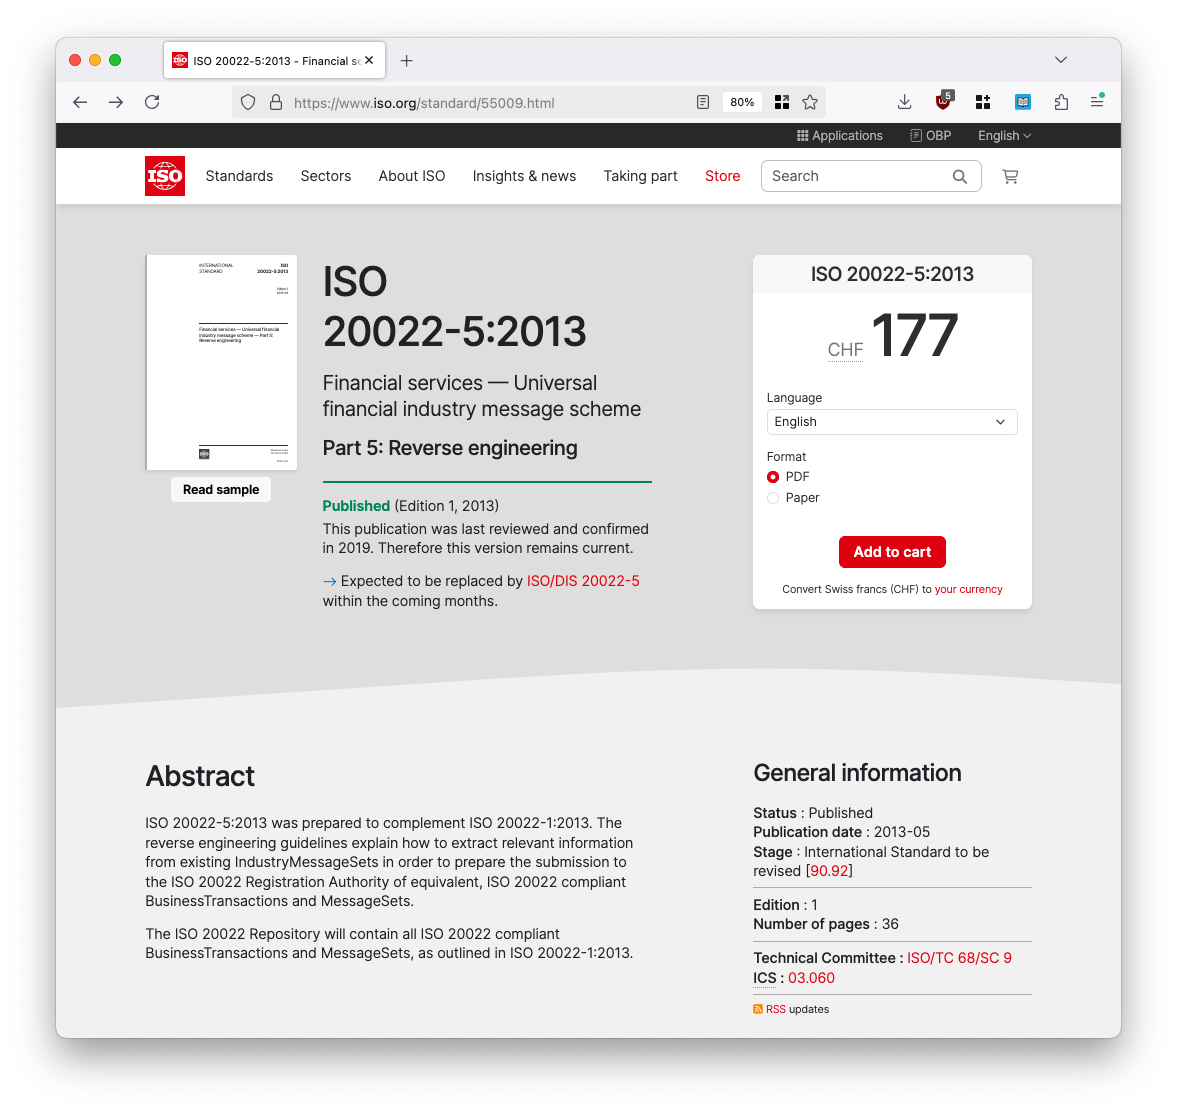 ISO 20022-5:2013 - Financial se
https://www.iso.org/standard/55009.html
80%
5
Applications
OBP
English
ISO
Standards
Sectors
About ISO
Insights & news
Taking part
Store
Search
INTERNATIONAL STANDARD
ISO 20022-5:2013
Financial services — Universal financial
industry message scheme — Part 5:
Reverse engineering
ISO
Read sample
ISO
20022-5:2013
Financial services — Universal
financial industry message scheme
Part 5: Reverse engineering
Published (Edition 1, 2013)
This publication was last reviewed and confirmed
in 2019. Therefore this version remains current.
→ Expected to be replaced by ISO/DIS 20022-5
within the coming months.
ISO 20022-5:2013
CHF 177
Language
English
Format
PDF
Paper
Add to cart
Convert Swiss francs (CHF) to your currency
Abstract
ISO 20022-5:2013 was prepared to complement ISO 20022-1:2013. The
reverse engineering guidelines explain how to extract relevant information
from existing IndustryMessageSets in order to prepare the submission to
the ISO 20022 Registration Authority of equivalent, ISO 20022 compliant
BusinessTransactions and MessageSets.
The ISO 20022 Repository will contain all ISO 20022 compliant
BusinessTransactions and MessageSets, as outlined in ISO 20022-1:2013.
General information
Status : Published
Publication date : 2013-05
Stage : International Standard to be
revised [90.92]
Edition : 1
Number of pages : 36
Technical Committee : ISO/TC 68/SC 9
ICS : 03.060
RSS updates